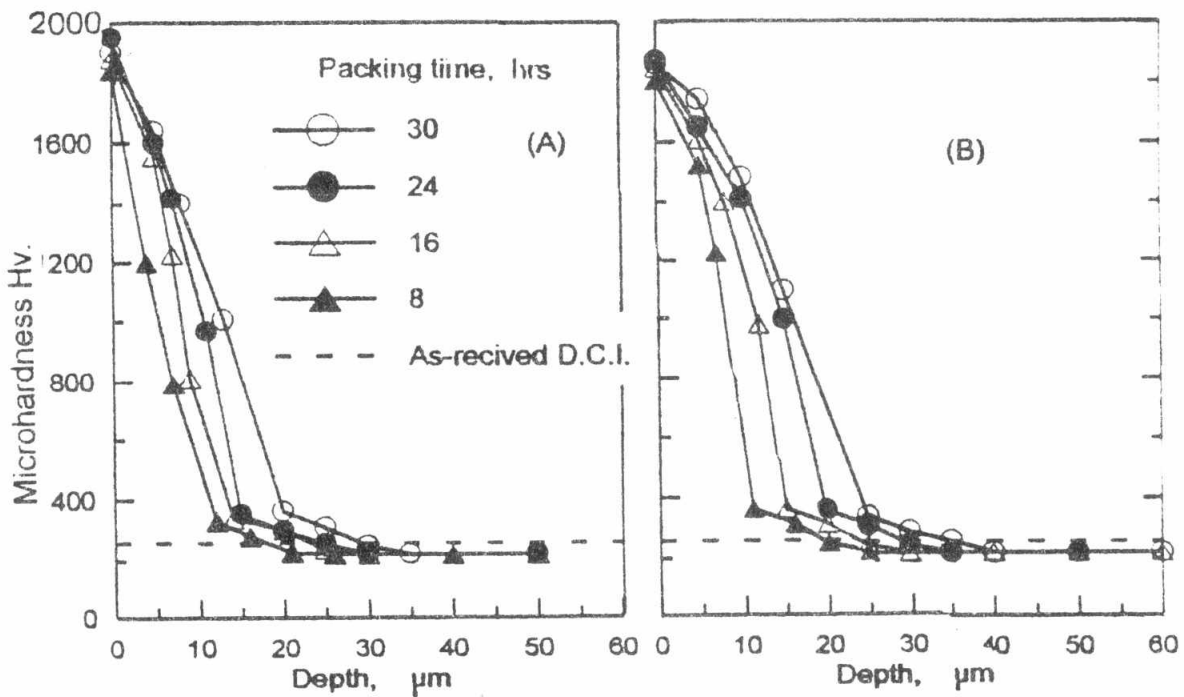 2000
1600
1200
800
400
0
Microhardness Hv.
Packing time, hrs
30
24
16
8
As-recived D.C.I.
(A)
(B)
0 10 20 30 40 50 60
0 10 20 30 40 50 60
Depth, µm
Depth, µm